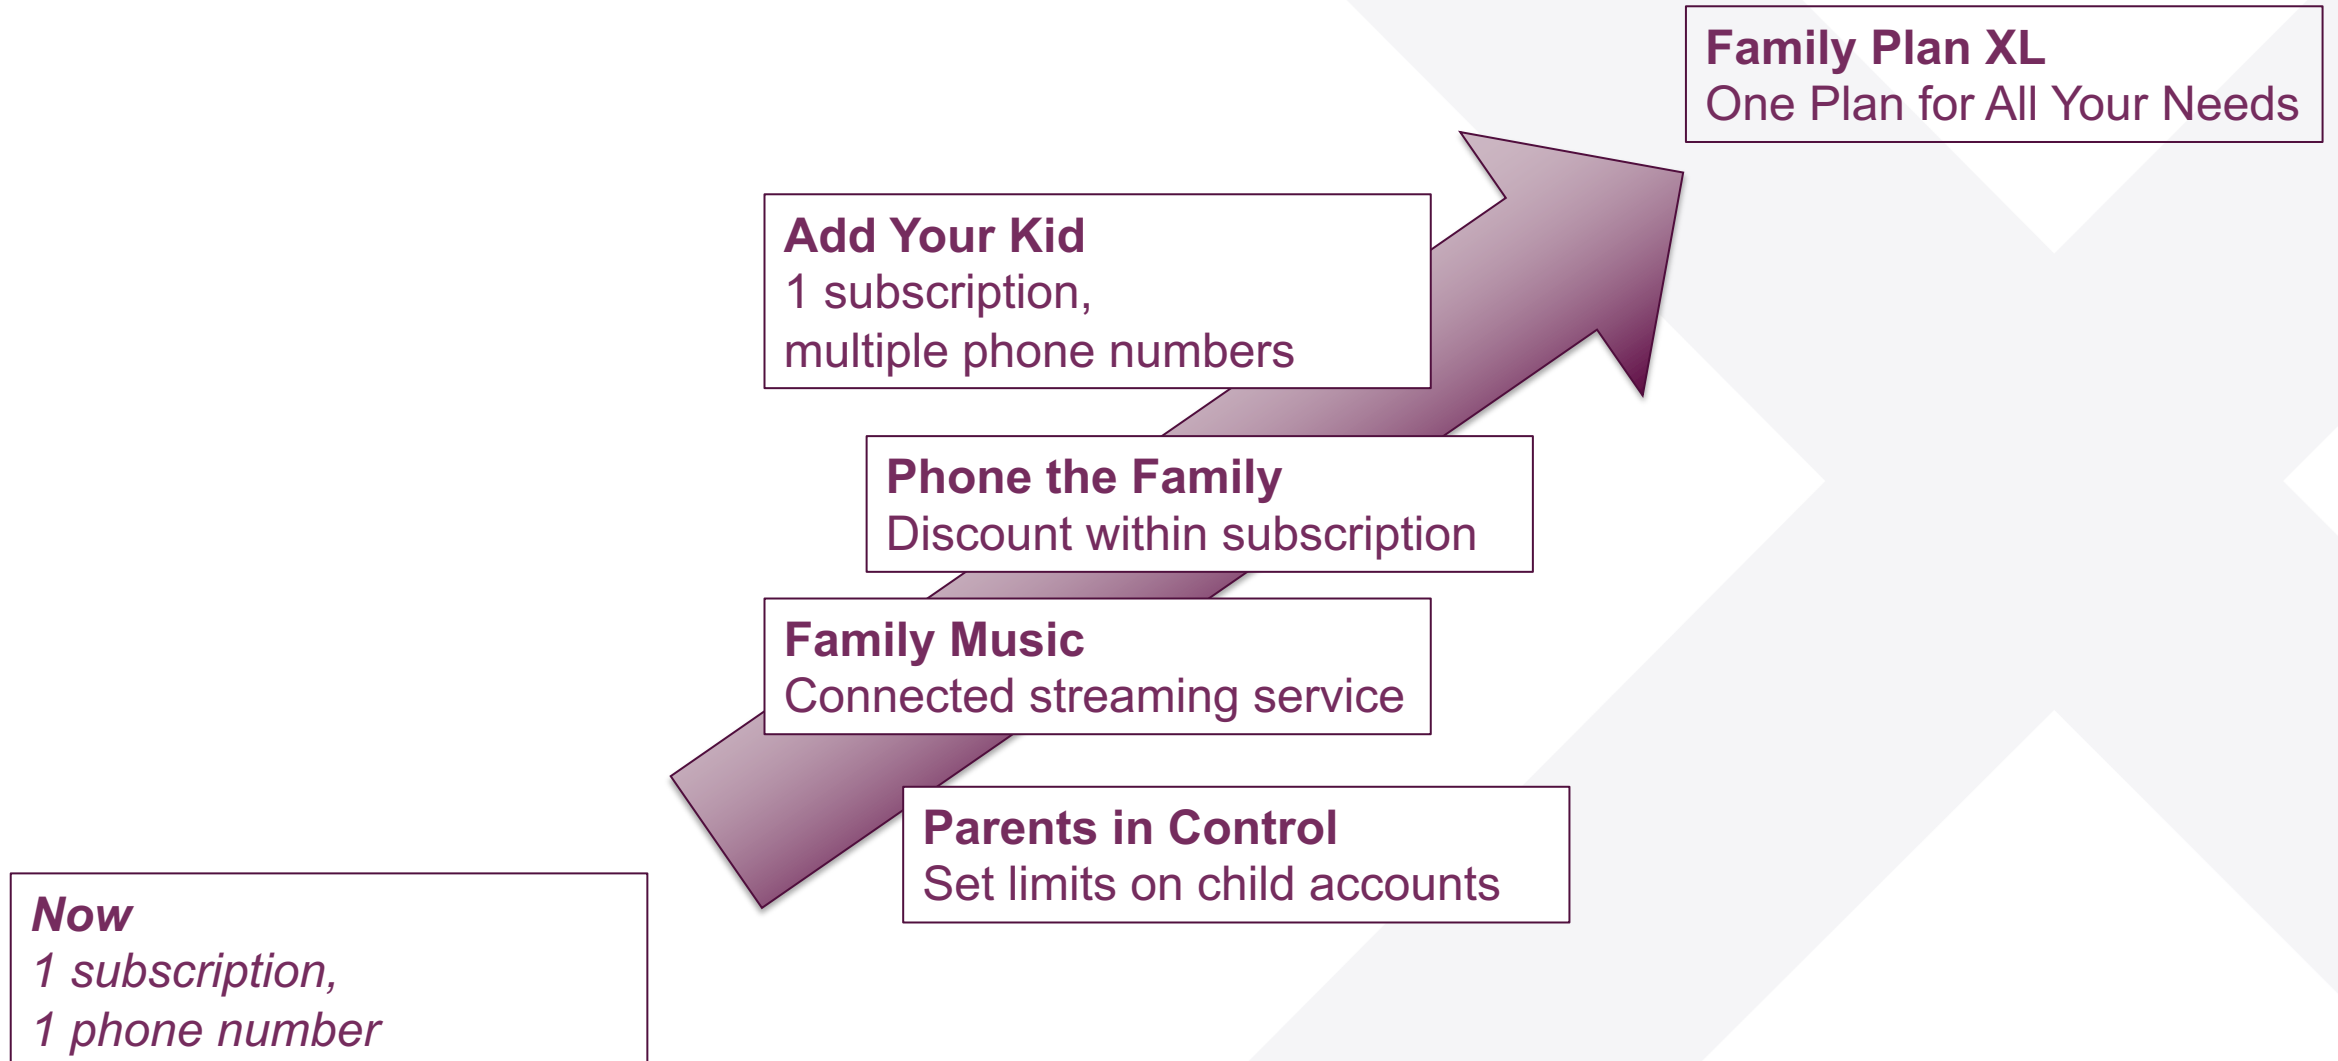 Family Plan XL
One Plan for All Your Needs
Add Your Kid
1 subscription,
multiple phone numbers
Phone the Family
Discount within subscription
Family Music
Connected streaming service
Parents in Control
Set limits on child accounts
Now
1 subscription,
1 phone number